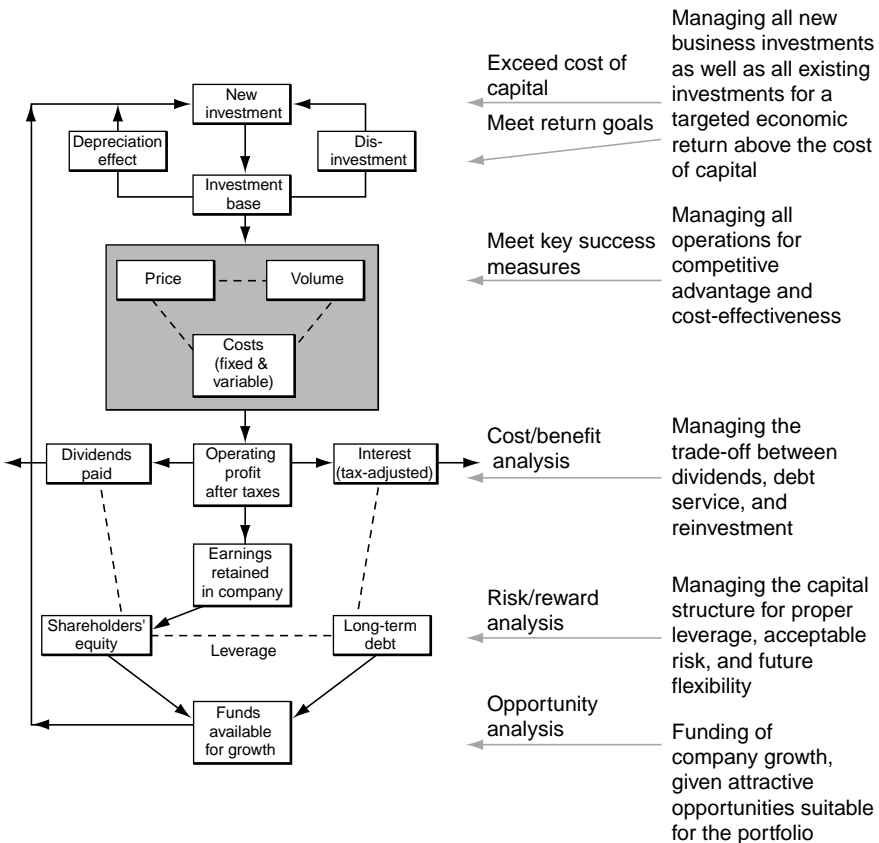 New
investment
Depreciation
effect
Dis-
investment
Investment
base
Price
Volume
Costs
(fixed &
variable)
Dividends
paid
Operating
profit
after taxes
Interest
(tax-adjusted)
Earnings
retained
in company
Shareholders'
equity
Leverage
Long-term
debt
Funds
available
for growth
Exceed cost of
capital
Meet return goals
Managing all new
business investments
as well as all existing
investments for a
targeted economic
return above the cost
of capital
Meet key success
measures
Managing all
operations for
competitive
advantage and
cost-effectiveness
Cost/benefit
analysis
Managing the
trade-off between
dividends, debt
service, and
reinvestment
Risk/reward
analysis
Managing the capital
structure for proper
leverage, acceptable
risk, and future
flexibility
Opportunity
analysis
Funding of
company growth,
given attractive
opportunities suitable
for the portfolio